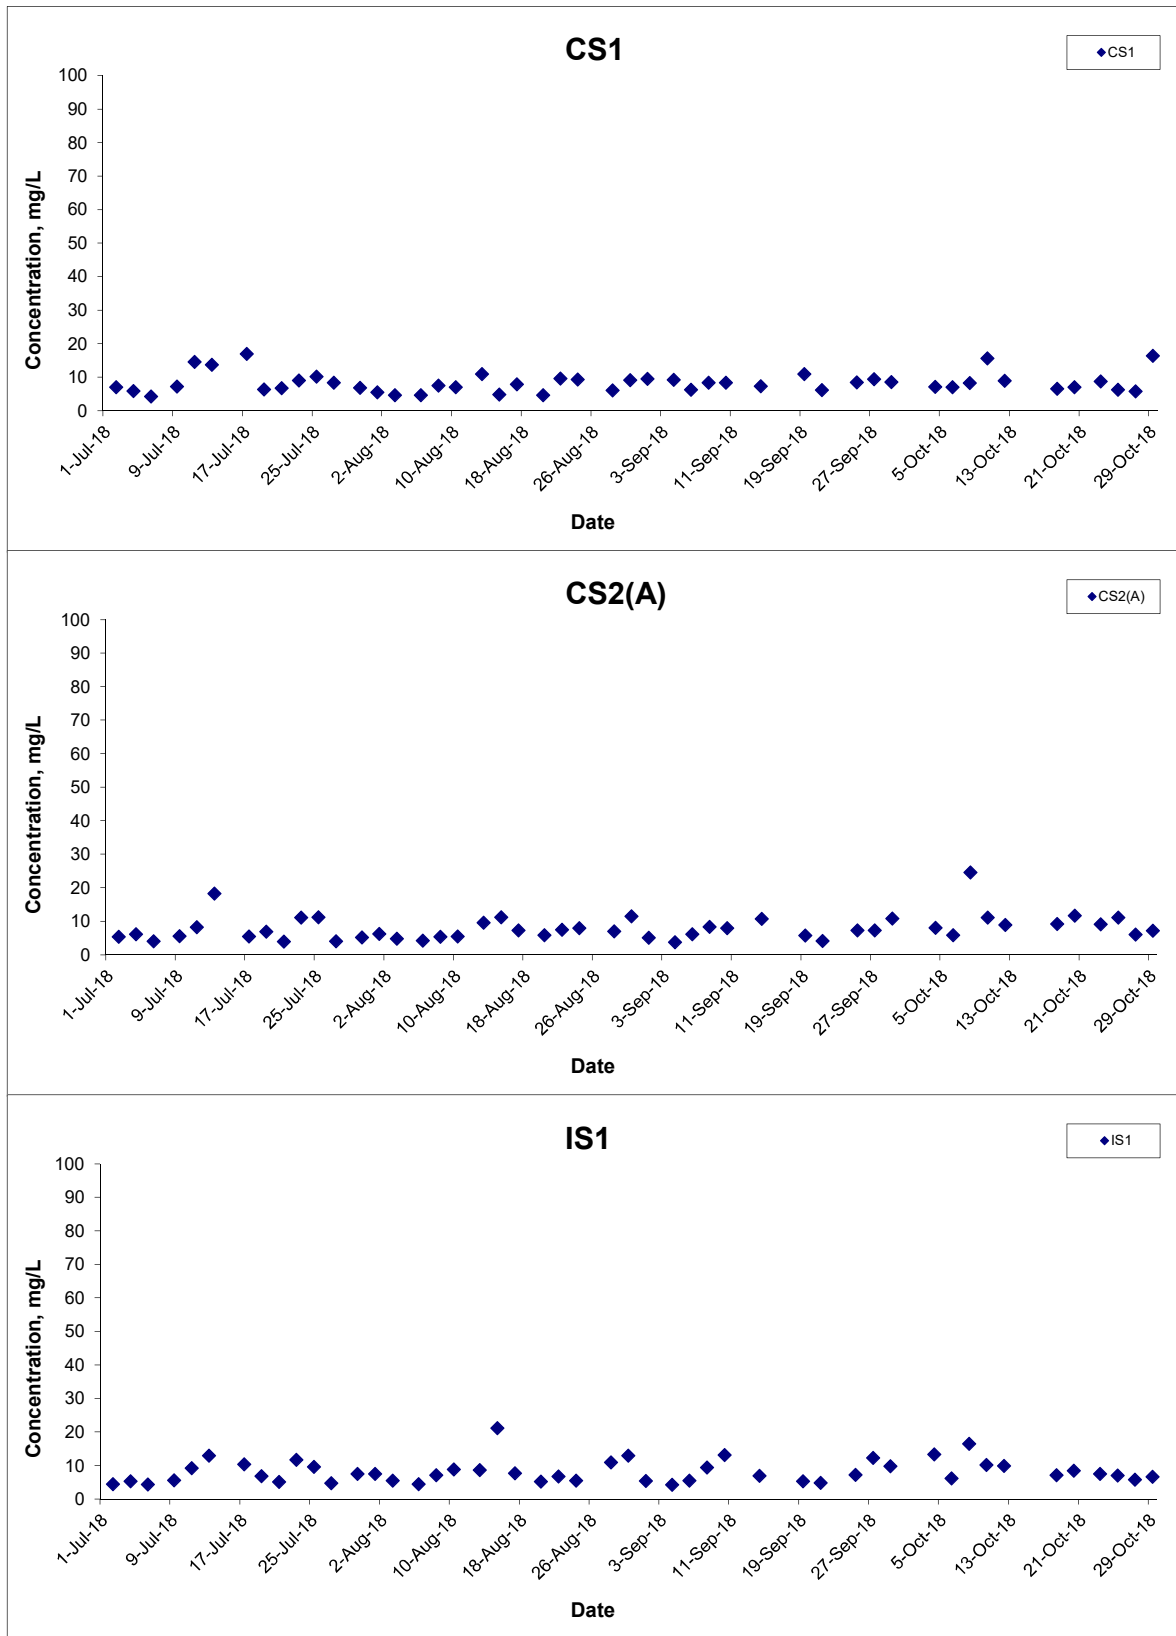 CS1
CS1
100
90
80
70
60
50
40
30
20
10
0
Concentration, mg/L
1-Jul-18
9-Jul-18
17-Jul-18
25-Jul-18
2-Aug-18
10-Aug-18
18-Aug-18
26-Aug-18
3-Sep-18
11-Sep-18
19-Sep-18
27-Sep-18
5-Oct-18
13-Oct-18
21-Oct-18
29-Oct-18
Date
CS2(A)
CS2(A)
100
90
80
70
60
50
40
30
20
10
0
Concentration, mg/L
1-Jul-18
9-Jul-18
17-Jul-18
25-Jul-18
2-Aug-18
10-Aug-18
18-Aug-18
26-Aug-18
3-Sep-18
11-Sep-18
19-Sep-18
27-Sep-18
5-Oct-18
13-Oct-18
21-Oct-18
29-Oct-18
Date
IS1
IS1
100
90
80
70
60
50
40
30
20
10
0
Concentration, mg/L
1-Jul-18
9-Jul-18
17-Jul-18
25-Jul-18
2-Aug-18
10-Aug-18
18-Aug-18
26-Aug-18
3-Sep-18
11-Sep-18
19-Sep-18
27-Sep-18
5-Oct-18
13-Oct-18
21-Oct-18
29-Oct-18
Date